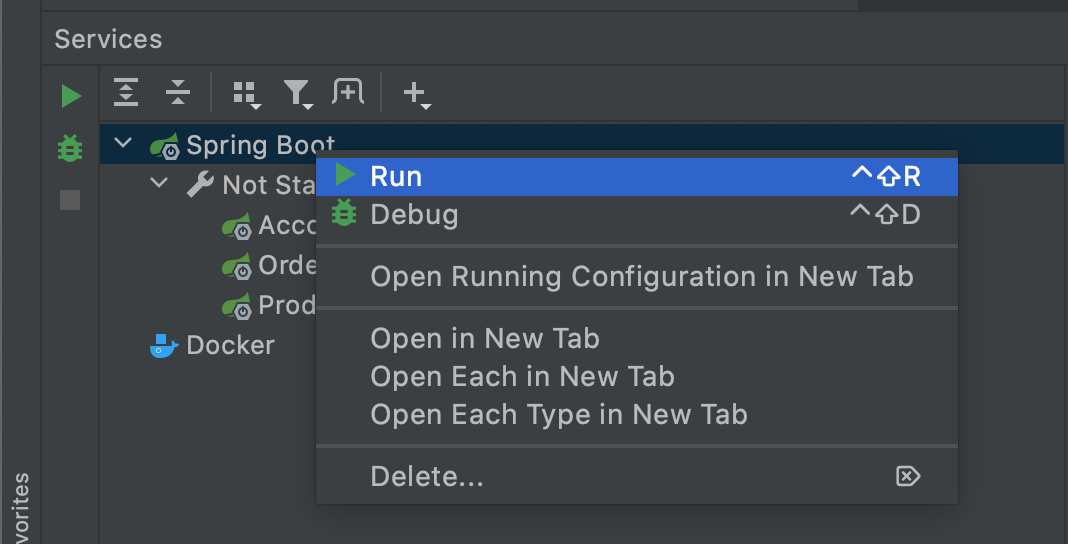 Services
Spring Boot
Run ⌃⇧R
Not Sta
Debug ⌃⇧D
Acco
Orde
Open Running Configuration in New Tab
Prod
Open in New Tab
Docker
Open Each in New Tab
Open Each Type in New Tab
Delete... ⌦
vorites